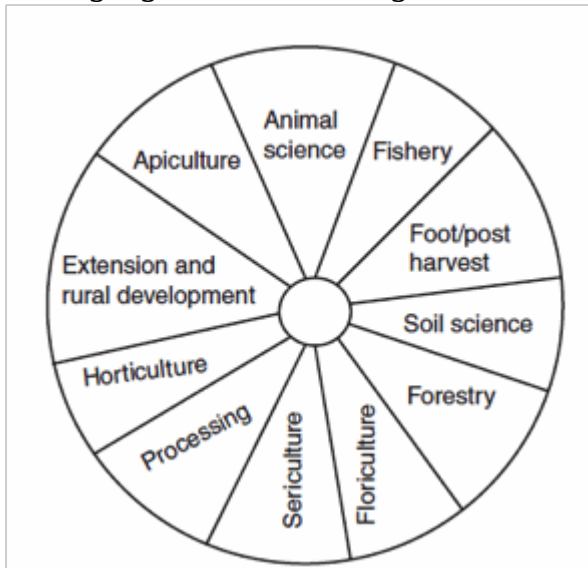 Animal
science
Fishery
Foot/post
harvest
Soil science
Forestry
Floriculture
Sericulture
Processing
Horticulture
Extension and
rural development
Apiculture